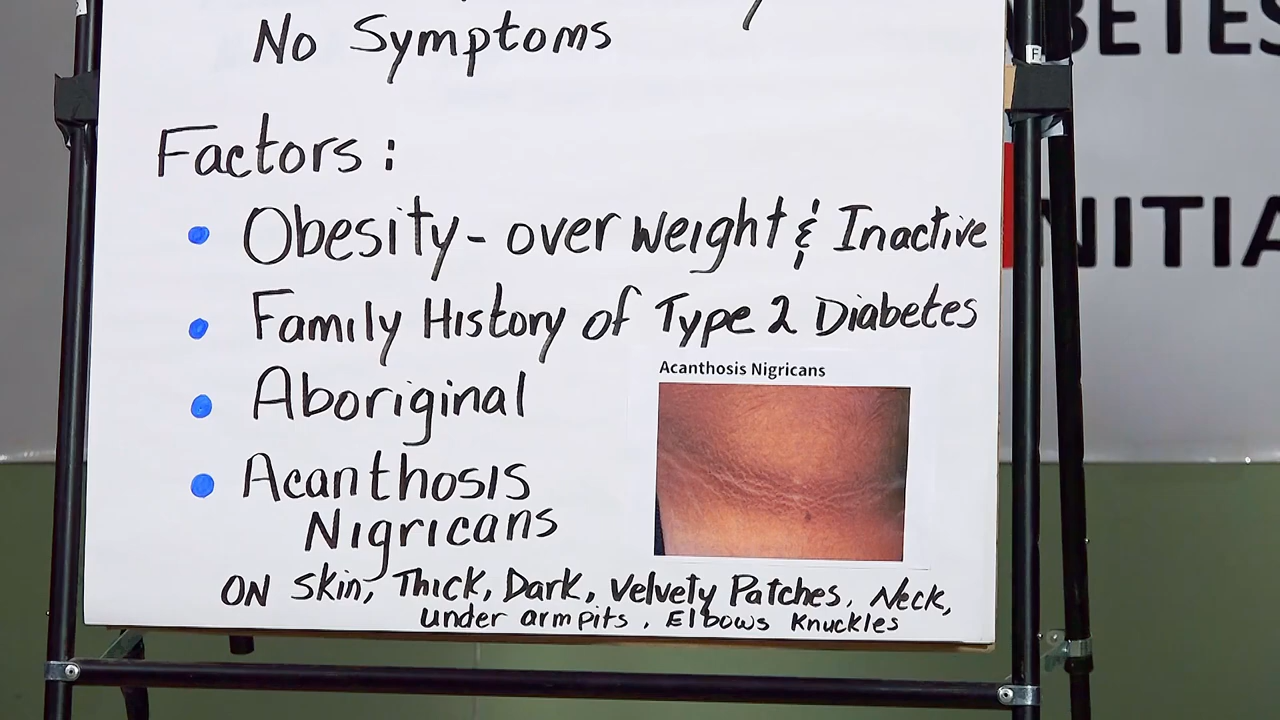 No Symptoms
Factors:
• Obesity - over weight & Inactive
• Family History of Type 2 Diabetes
• Aboriginal
• Acanthosis
Nigricans
Acanthosis Nigricans
ON Skin, Thick, Dark, Velvety Patches, Neck,
under armpits, Elbows Knuckles
BETES
INITIA